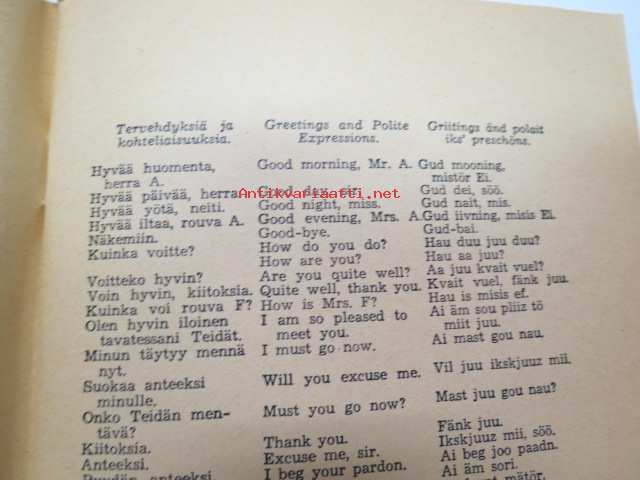 Tervehdyksiä ja Greetings and Polite Griitings änd polait
kohteliaisuuksia. Expressions. iks' preschöns.
Hyvää huomenta, Good morning, Mr. A. Gud mooning,
herra A. mistör Ei.
Antikvariaatti.net
Hyvää päivää, herra. Good day, sir. Gud dei, söö.
Hyvää yötä, neiti. Good night, miss. Gud nait, mis.
Hyvää iltaa, rouva A. Good evening, Mrs. A. Gud iivning, misis Ei.
Näkemiin. Good-bye. Gud-bai.
Kuinka voitte? How do you do? Hau duu juu duu?
How are you? Hau aa juu?
Voitteko hyvin? Are you quite well? Aa juu kvait vuel?
Voin hyvin, kiitoksia. Quite well, thank you. Kvait vuel, fänk juu.
Kuinka voi rouva F? How is Mrs. F? Hau is misis ef.
Olen hyvin iloinen I am so pleased to Ai äm sou pliiz tö
tavatessani Teidät. meet you. miit juu.
Minun täytyy mennä I must go now. Ai mast gou nau.
nyt.
Suokaa anteeksi Will you excuse me. Vil juu ikskjuuz mii.
minulle.
Onko Teidän men- Must you go now? Mast juu gou nau?
tävä?
Kiitoksia. Thank you. Fänk juu.
Anteeksi. Excuse me, sir. Ikskjuuz mii, söö.
anteeksi I beg your pardon. Ai beg joo paadn.
Ai äm sori.
mätör